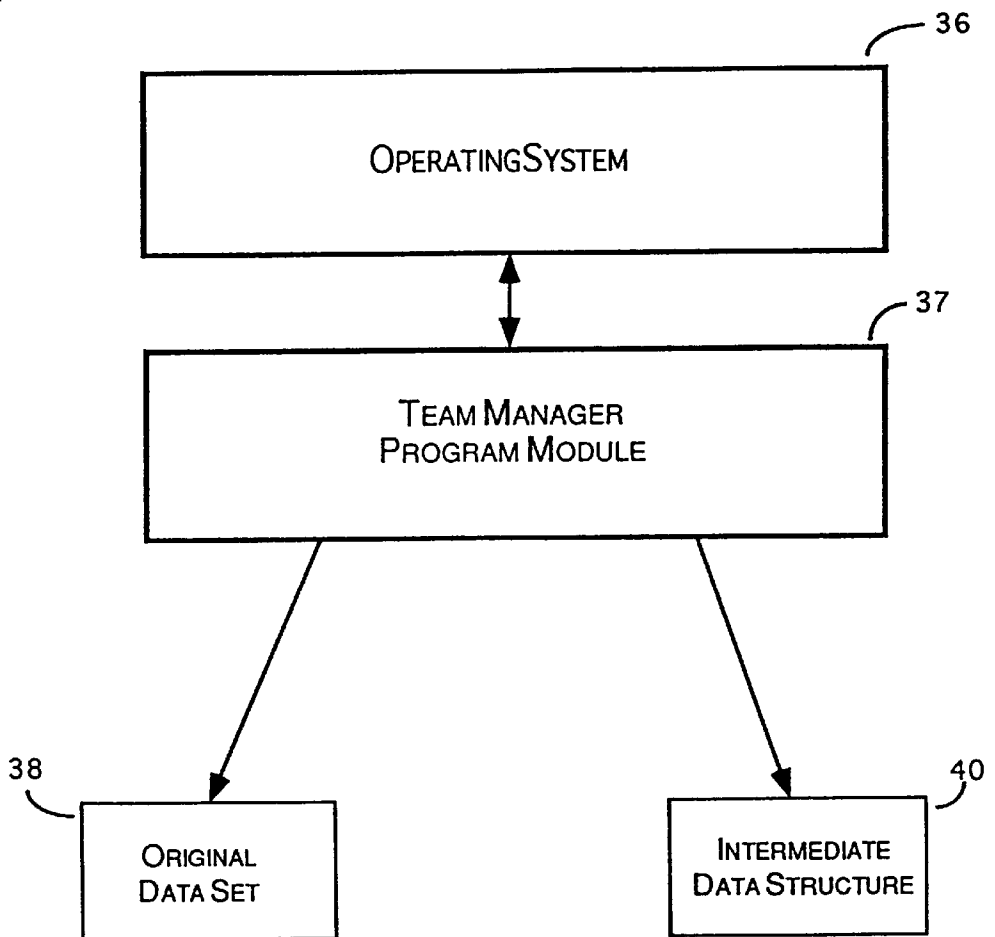 36
OPERATINGSYSTEM
37
TEAM MANAGER
PROGRAM MODULE
38
ORIGINAL
DATA SET
40
INTERMEDIATE
DATA STRUCTURE